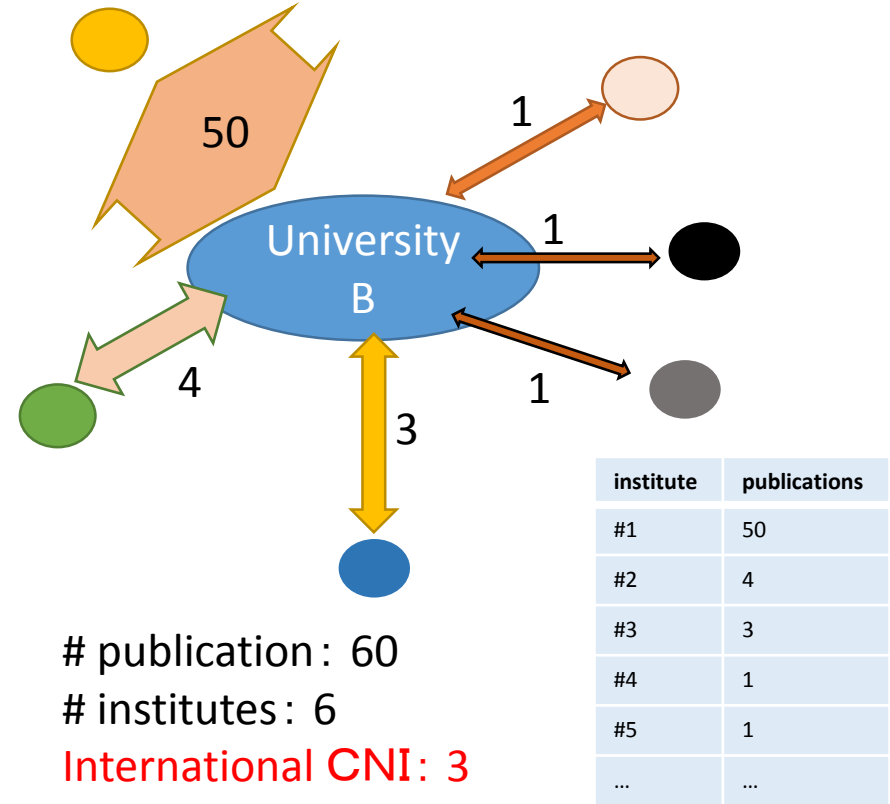 50
1
University
B
1
1
4
3
institute publications
#1 50
#2 4
#3 3
#4 1
#5 1
... ...
# publication: 60
# institutes: 6
International CNI: 3